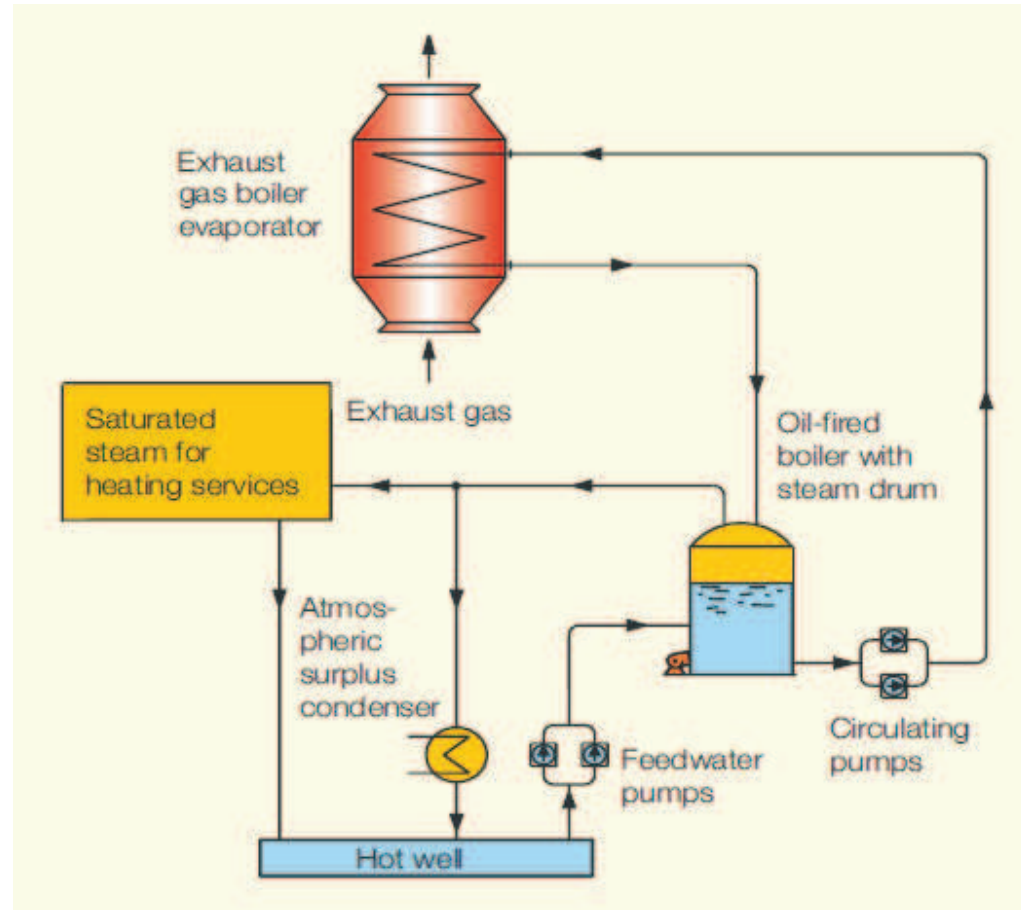 Exhaust
gas boiler
evaporator
Exhaust gas
Saturated
steam for
heating services
Oil-fired
boiler with
steam drum
Atmos-
pheric
surplus
condenser
Circulating
pumps
Feedwater
pumps
Hot well